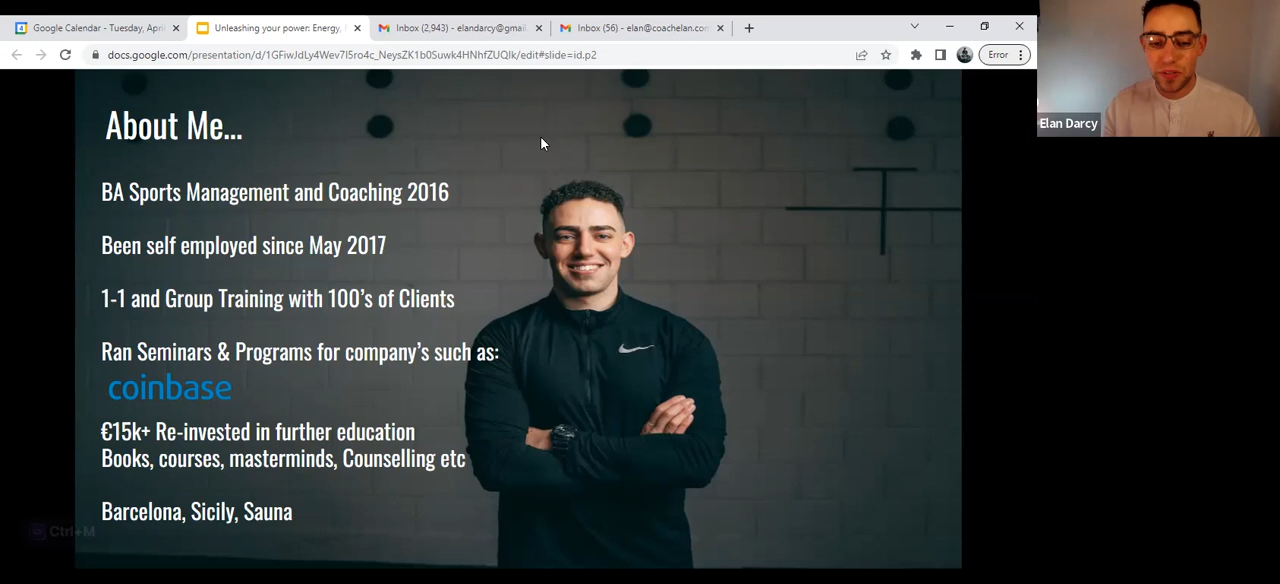 Google Calendar - Tuesday, April
Unleashing your power: Energy,
Inbox (2,943) - elandarcy@gmail.
Inbox (56) - elan@coachelan.com
docs.google.com/presentation/d/1GFiwJdLy4Wev7I5ro4c_NeysZK1b0Suwk4HNhfZUQlk/edit#slide=id.p2
Error
Elan Darcy
About Me...
BA Sports Management and Coaching 2016
Been self employed since May 2017
1-1 and Group Training with 100's of Clients
Ran Seminars & Programs for company's such as:
coinbase
€15k+ Re-invested in further education
Books, courses, masterminds, Counselling etc
Barcelona, Sicily, Sauna
Ctrl+M